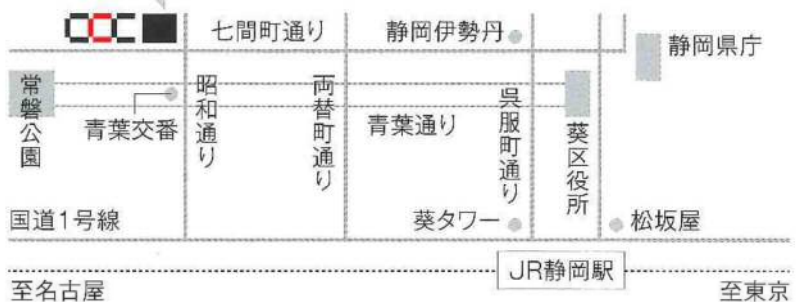 CCC
七間町通り
静岡伊勢丹
静岡県庁
常磐公園
青葉交番
昭和通り
両替町通り
青葉通り
呉服町通り
葵区役所
国道1号線
葵タワー
松坂屋
JR静岡駅
至名古屋
至東京